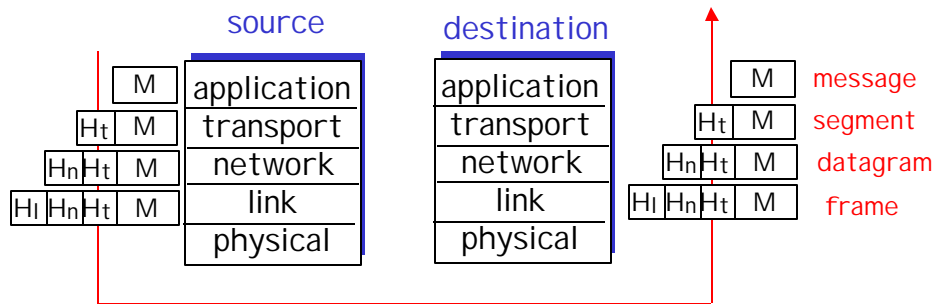 source destination
M application application M message
Ht M transport transport Ht M segment
Hn Ht M network network Hn Ht M datagram
Hl Hn Ht M link link Hl Hn Ht M frame
physical physical